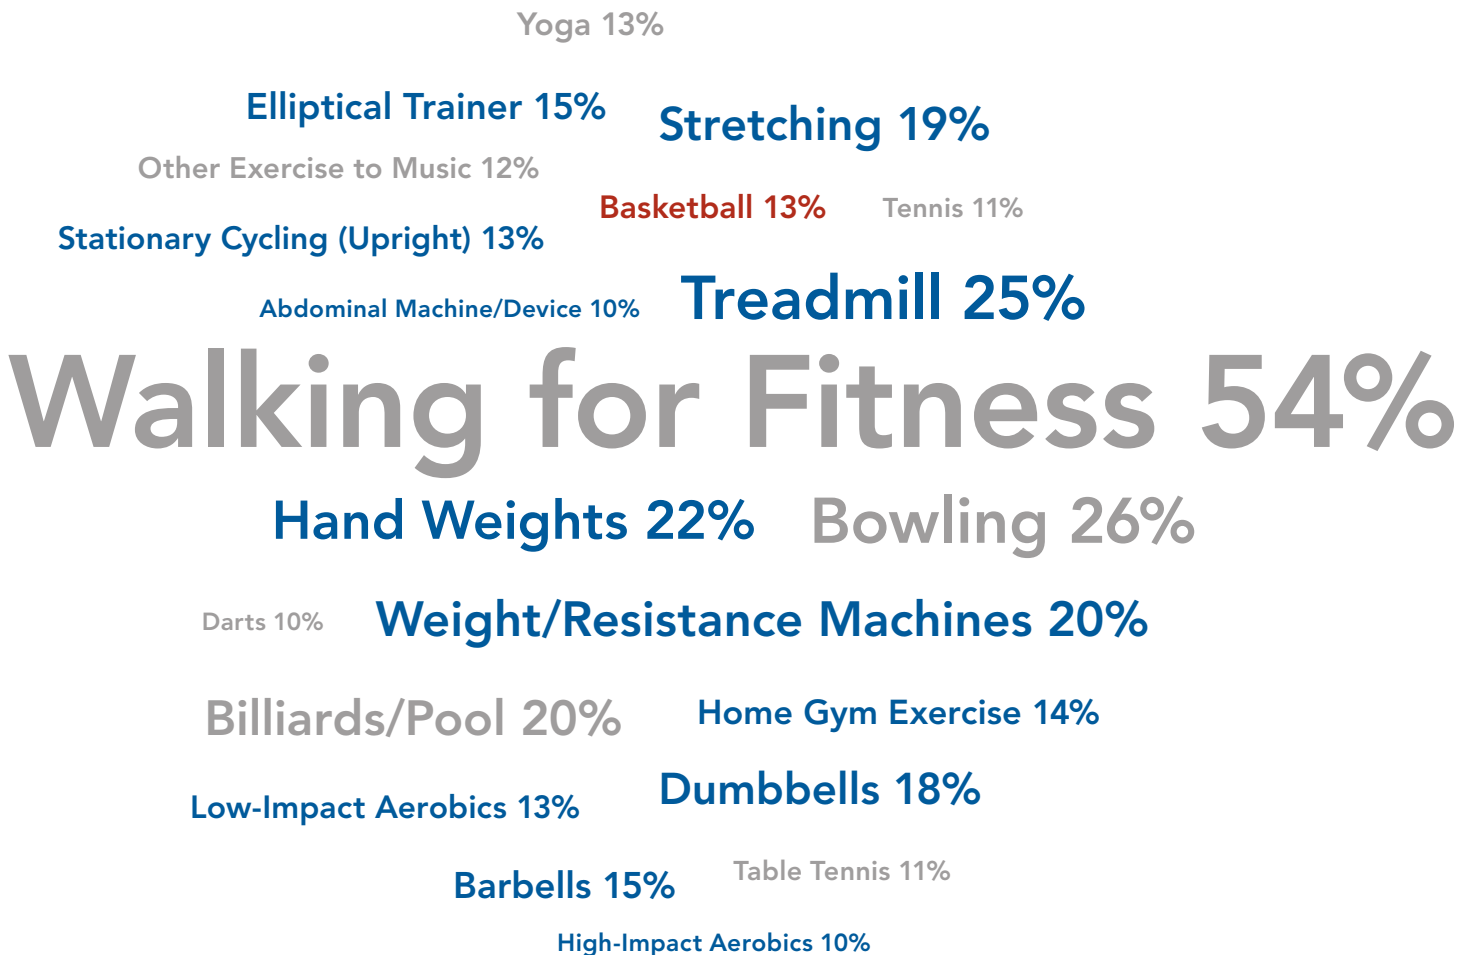 Yoga 13%
Elliptical Trainer 15%
Stretching 19%
Other Exercise to Music 12%
Basketball 13%
Tennis 11%
Stationary Cycling (Upright) 13%
Abdominal Machine/Device 10%
Treadmill 25%
Walking for Fitness 54%
Hand Weights 22%
Bowling 26%
Darts 10%
Weight/Resistance Machines 20%
Billiards/Pool 20%
Home Gym Exercise 14%
Low-Impact Aerobics 13%
Dumbbells 18%
Barbells 15%
Table Tennis 11%
High-Impact Aerobics 10%